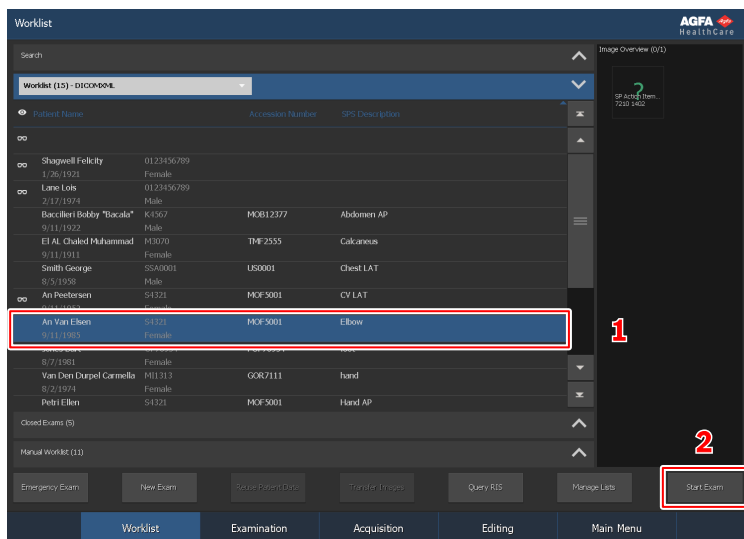 Worklist
AGFA
HealthCare
Search
Image Overview (0/1)
Worklist (15) - DICOMXML
?
SP Action Item...
7210 1402
Patient Name Accession Number SPS Description
Shagwell Felicity 0123456789
1/26/1921 Female
Lane Lois 0123456789
2/17/1974 Male
Baccilieri Bobby "Bacala" K4567 MOB12377 Abdomen AP
9/11/1922 Male
El AL Chaled Muhammad M3070 TMF2555 Calcaneus
9/11/1911 Female
Smith George SSA0001 US0001 Chest LAT
8/5/1958 Male
An Peetersen S4321 MOF5001 CV LAT
An Van Elsen S4321 MOF5001 Elbow
9/11/1985 Female
1
8/7/1981 Female
Van Den Durpel Carmella MI1313 GOR7111 hand
8/2/1974 Female
Petri Ellen S4321 MOF5001 Hand AP
Closed Exams (5)
Manual Worklist (11)
2
Emergency Exam New Exam Reuse Patient Data Transfer Images Query RIS Manage Lists Start Exam
Worklist Examination Acquisition Editing Main Menu